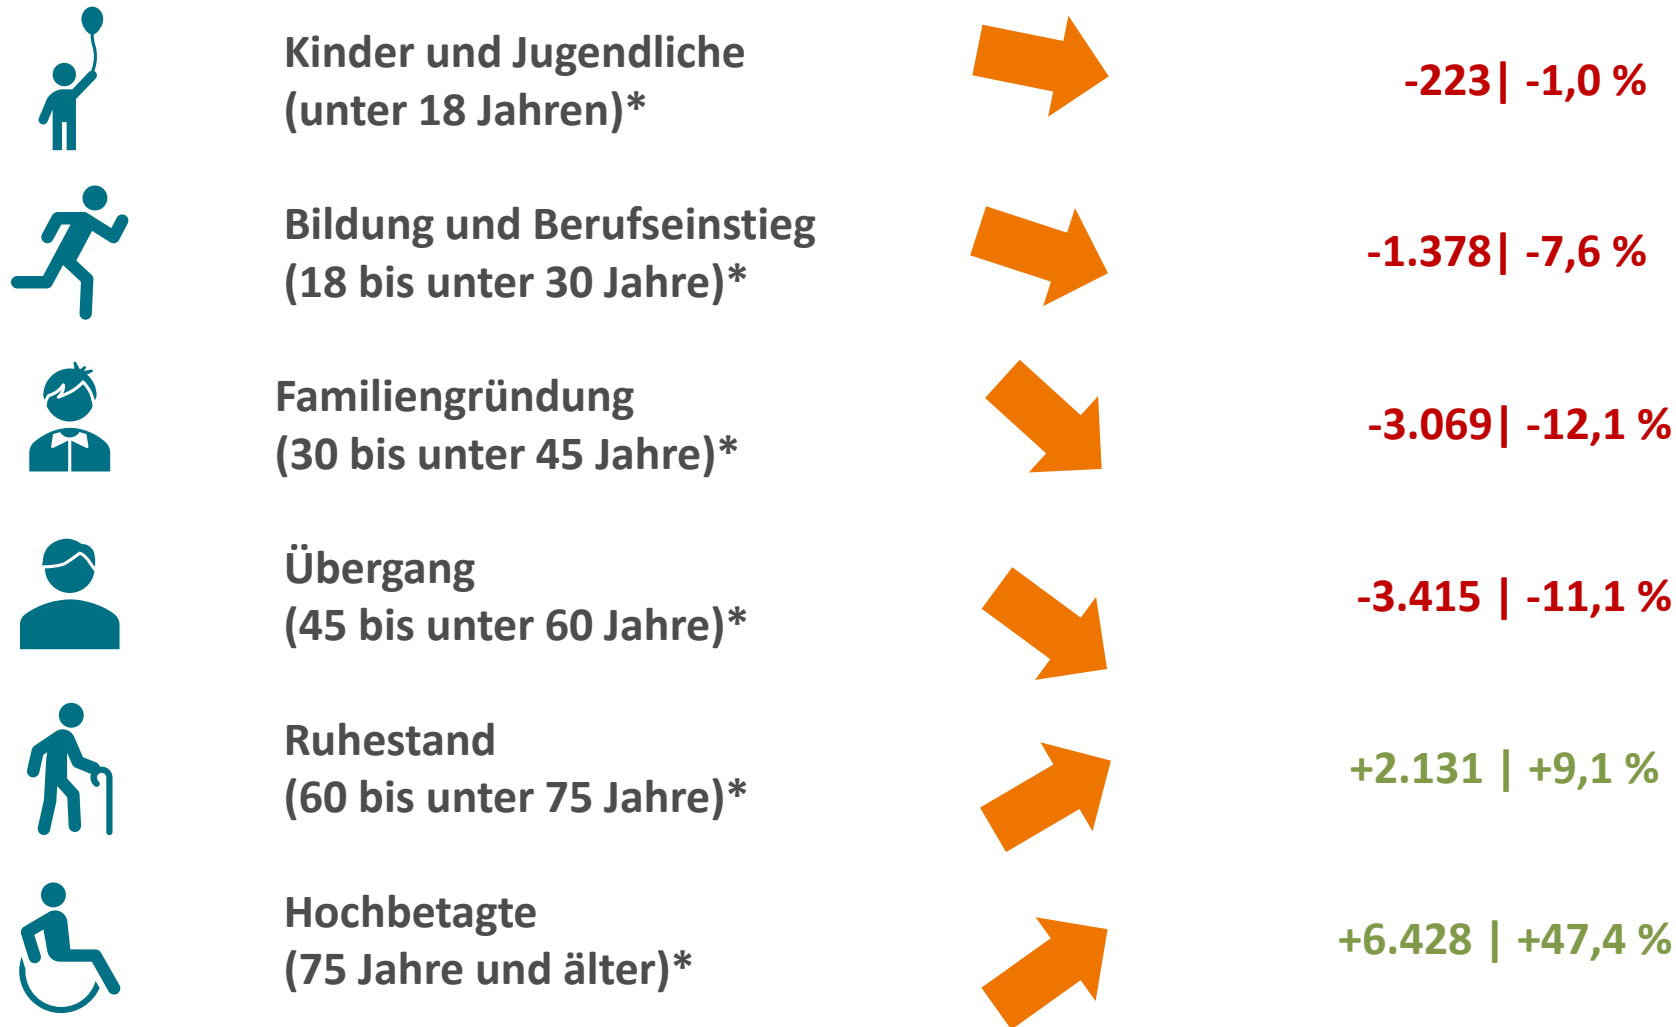 Kinder und Jugendliche
(unter 18 Jahren)*
-223| -1,0 %
Bildung und Berufseinstieg
(18 bis unter 30 Jahre)*
-1.378| -7,6 %
Familiengründung
(30 bis unter 45 Jahre)*
-3.069| -12,1 %
Übergang
(45 bis unter 60 Jahre)*
-3.415 | -11,1 %
Ruhestand
(60 bis unter 75 Jahre)*
+2.131 | +9,1 %
Hochbetagte
(75 Jahre und älter)*
+6.428 | +47,4 %